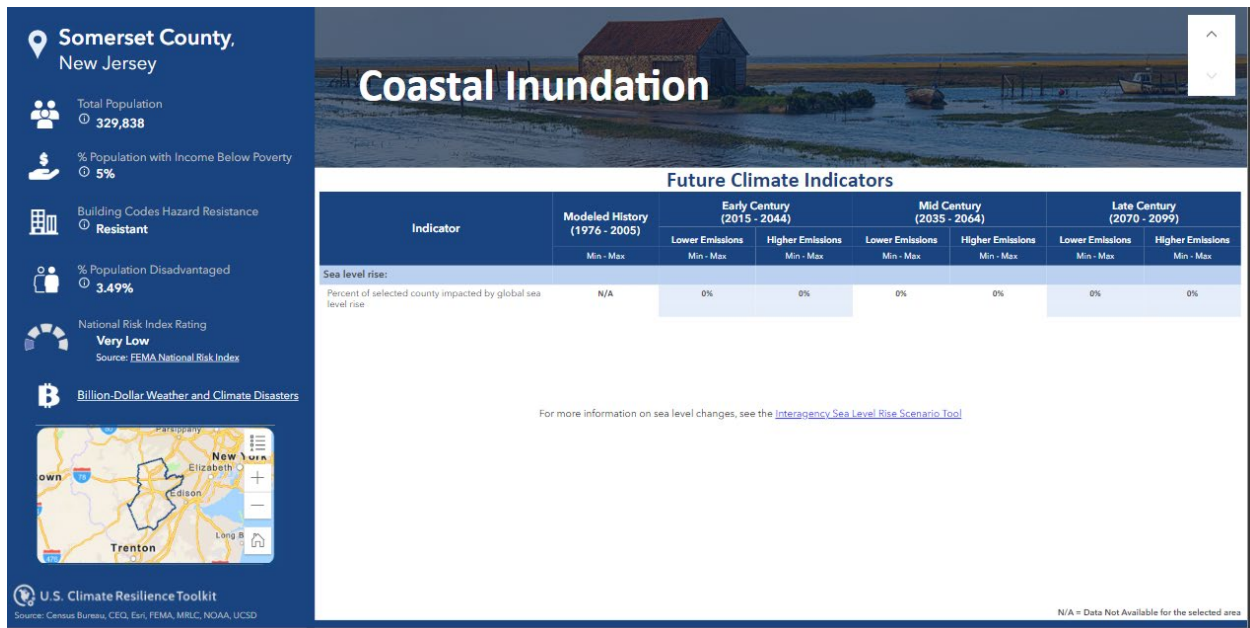 Somerset County,
New Jersey
Total Population
329,838
% Population with Income Below Poverty
5%
Building Codes Hazard Resistance
Resistant
% Population Disadvantaged
3.49%
National Risk Index Rating
Very Low
Source: FEMA National Risk Index
Billion-Dollar Weather and Climate Disasters
Parsippany
New York
Elizabeth
own
78
Edison
Long B
Trenton
U.S. Climate Resilience Toolkit
Source: Census Bureau, CEQ, Esri, FEMA, MRLC, NOAA, UCSD
Coastal Inundation
Future Climate Indicators
Indicator
Modeled History
(1976 - 2005)
Early Century
(2015 - 2044)
Mid Century
(2035 - 2064)
Late Century
(2070 - 2099)
Lower Emissions Higher Emissions Lower Emissions Higher Emissions Lower Emissions Higher Emissions
Min - Max Min - Max Min - Max Min - Max Min - Max Min - Max Min - Max
Sea level rise:
Percent of selected county impacted by global sea
level rise
N/A 0% 0% 0% 0% 0% 0%
For more information on sea level changes, see the Interagency Sea Level Rise Scenario Tool
N/A = Data Not Available for the selected area